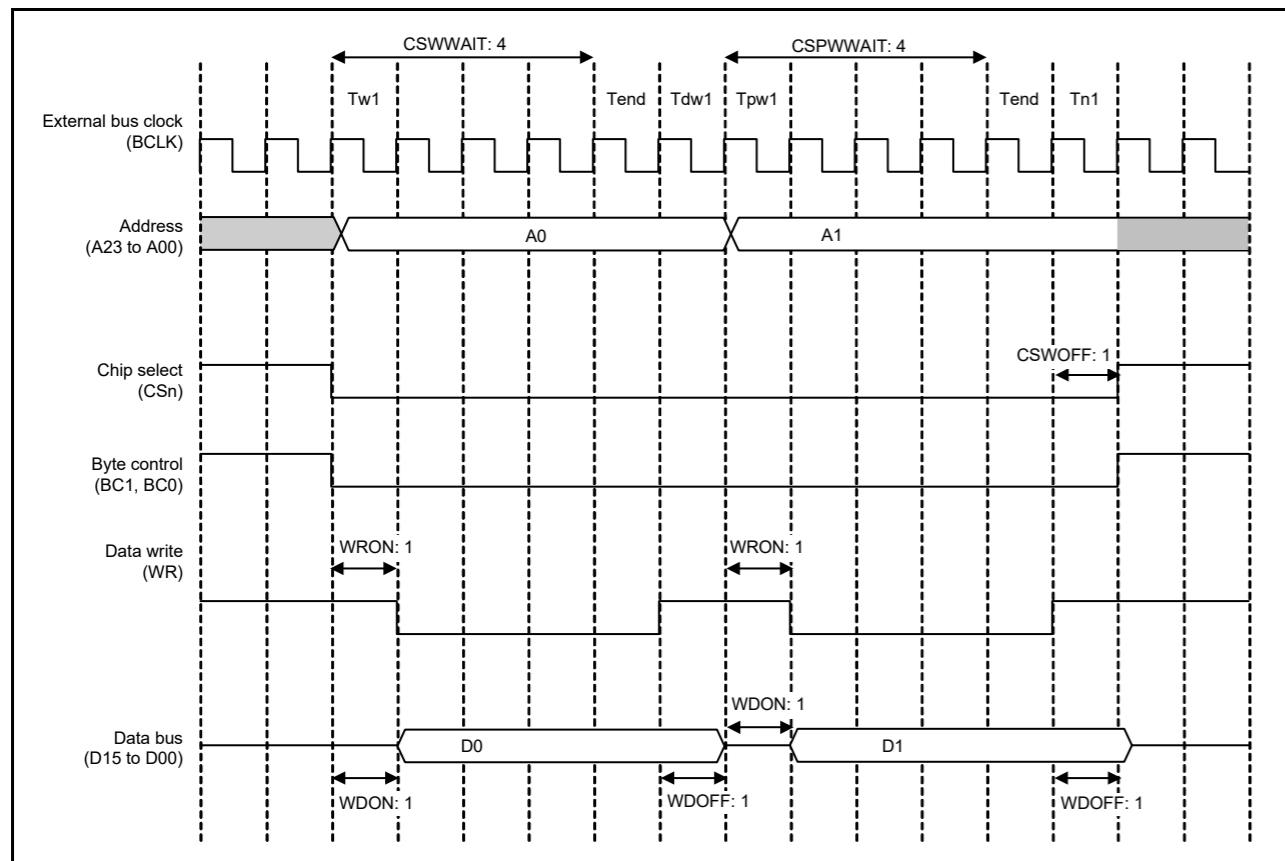 CSWWAIT: 4
CSPWWAIT: 4
Tw1
Tend
Tdw1
Tpw1
Tend
Tn1
External bus clock
(BCLK)
Address
(A23 to A00)
A0
A1
Chip select
(CSn)
CSWOFF: 1
Byte control
(BC1, BC0)
Data write
(WR)
WRON: 1
WRON: 1
WDON: 1
Data bus
(D15 to D00)
D0
D1
WDON: 1
WDOFF: 1
WDOFF: 1